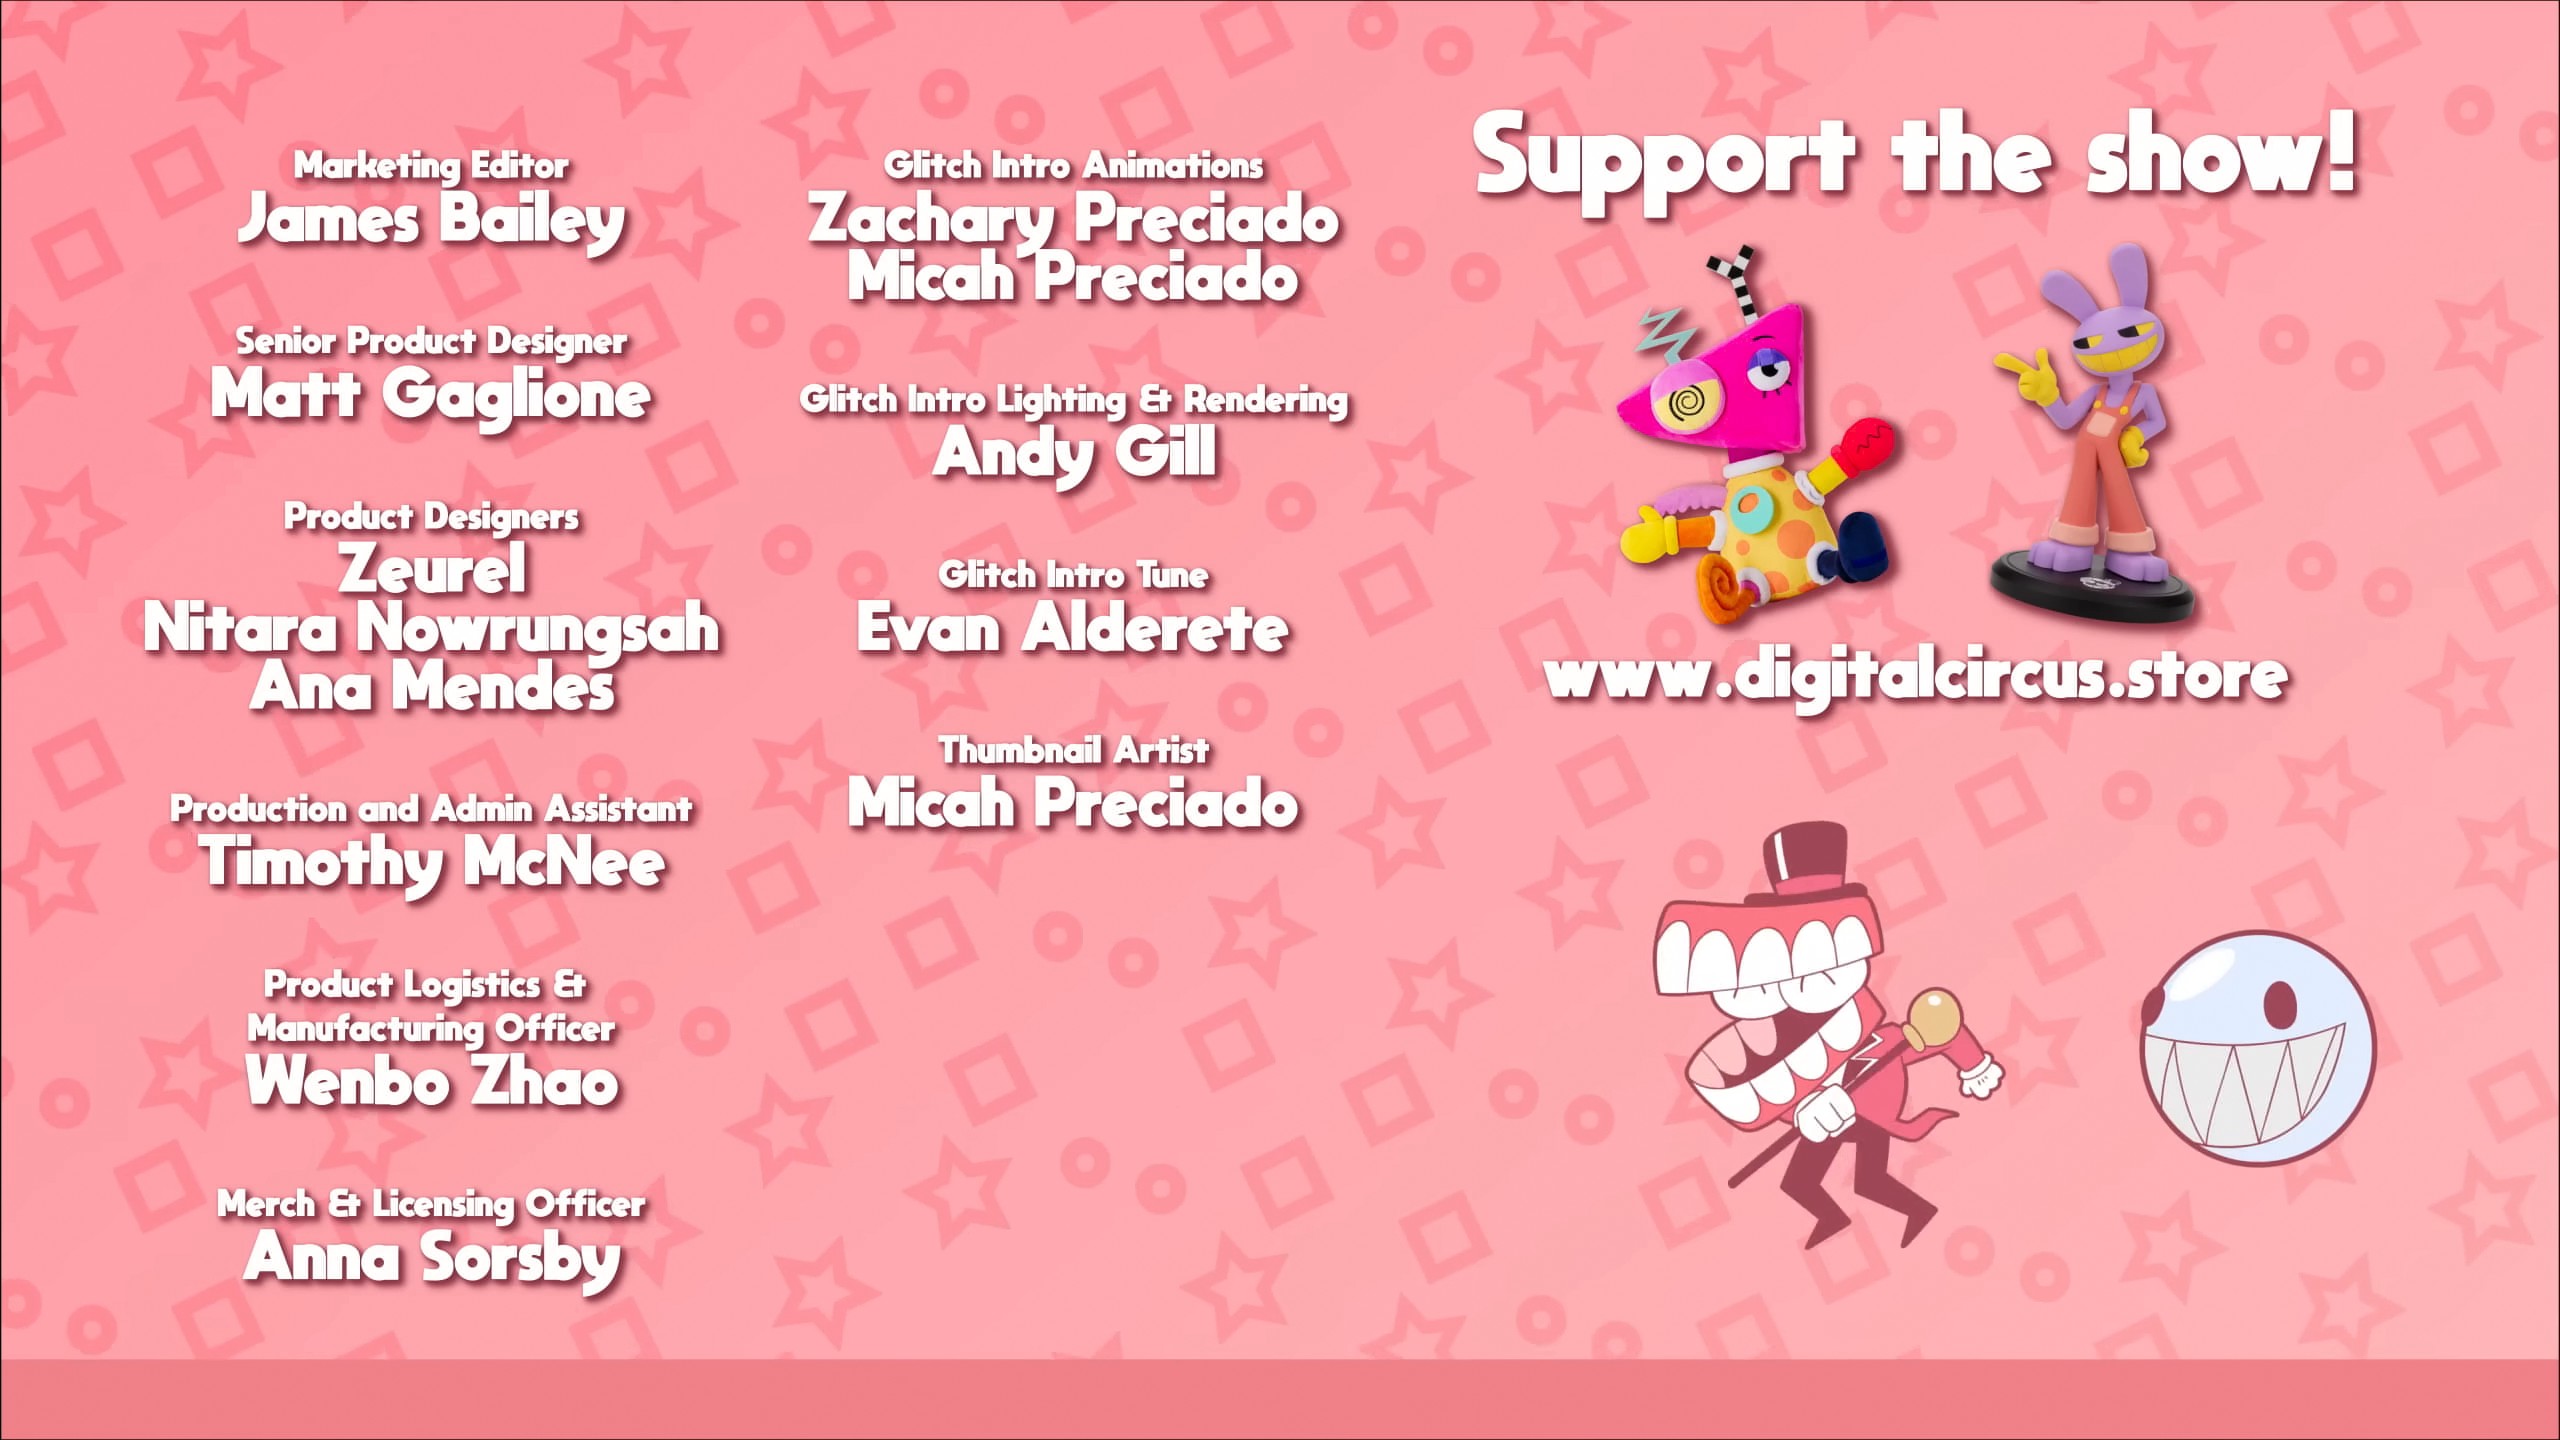 Marketing Editor
James Bailey
Senior Product Designer
Matt Gaglione
Product Designers
Zeurel
Nitara Nowrungsah
Ana Mendes
Production and Admin Assistant
Timothy McNee
Product Logistics &
Manufacturing Officer
Wenbo Zhao
Merch & Licensing Officer
Anna Sorsby
Glitch Intro Animations
Zachary Preciado
Micah Preciado
Glitch Intro Lighting & Rendering
Andy Gill
Glitch Intro Tune
Evan Alderete
Thumbnail Artist
Micah Preciado
Support the show!
www.digitalcircus.store